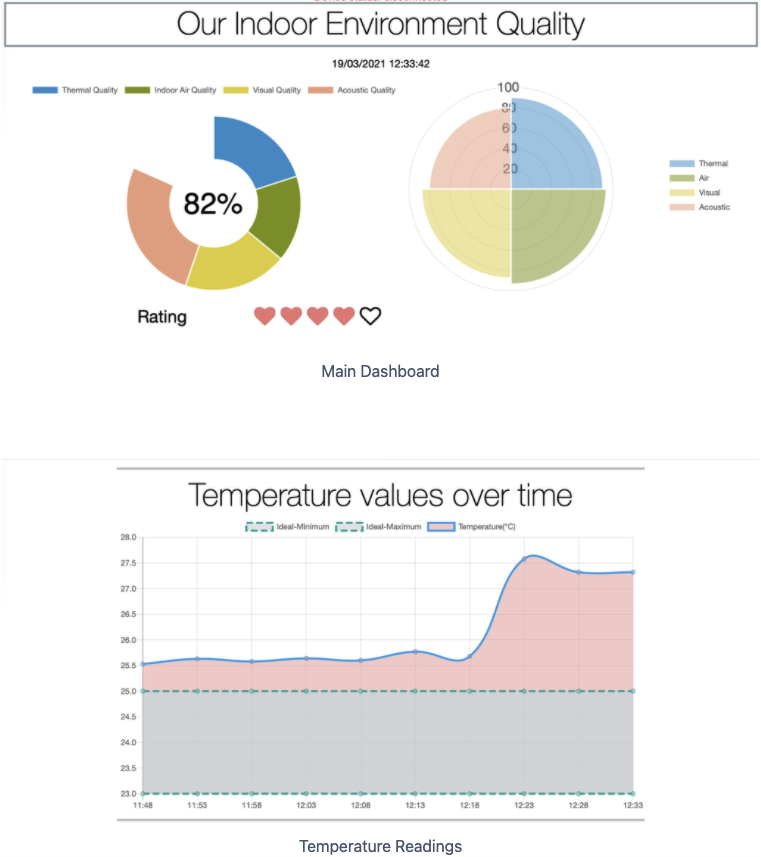 Our Indoor Environment Quality
19/03/2021 12:33:42
Thermal Quality Indoor Air Quality Visual Quality Acoustic Quality
82%
100
80
60
40
20
Thermal
Air
Visual
Acoustic
Rating
Main Dashboard
Temperature values over time
Ideal-Minimum Ideal-Maximum Temperature(°C)
28.0
27.5
27.0
26.5
26.0
25.5
25.0
24.5
24.0
23.5
23.0
11:48 11:53 11:58 12:03 12:08 12:13 12:18 12:23 12:28 12:33
Temperature Readings